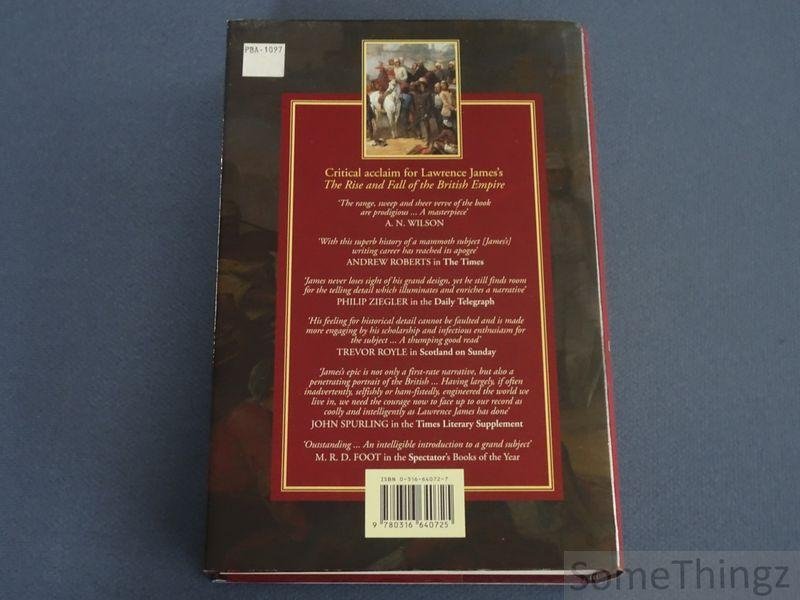 PBA-1097
Critical acclaim for Lawrence James's
The Rise and Fall of the British Empire
'The range, sweep and sheer verve of the book
are prodigious ... A masterpiece'
A. N. WILSON
'With this superb history of a mammoth subject [James's]
writing career has reached its apogee'
ANDREW ROBERTS in The Times
'James never loses sight of his grand design, yet he still finds room
for the telling detail which illuminates and enriches a narrative'
PHILIP ZIEGLER in the Daily Telegraph
'His feeling for historical detail cannot be faulted and is made
more engaging by his scholarship and infectious enthusiasm for
the subject ... A thumping good read'
TREVOR ROYLE in Scotland on Sunday
'James's epic is not only a first-rate narrative, but also a
penetrating portrait of the British ... Having largely, if often
inadvertently, selfishly or ham-fistedly, engineered the world we
live in, we need the courage now to face up to our record as
coolly and intelligently as Lawrence James has done'
JOHN SPURLING in the Times Literary Supplement
'Outstanding ... An intelligible introduction to a grand subject'
M. R. D. FOOT in the Spectator's Books of the Year
ISBN 0-316-64072-7
9 780316 640725
SomeThingz